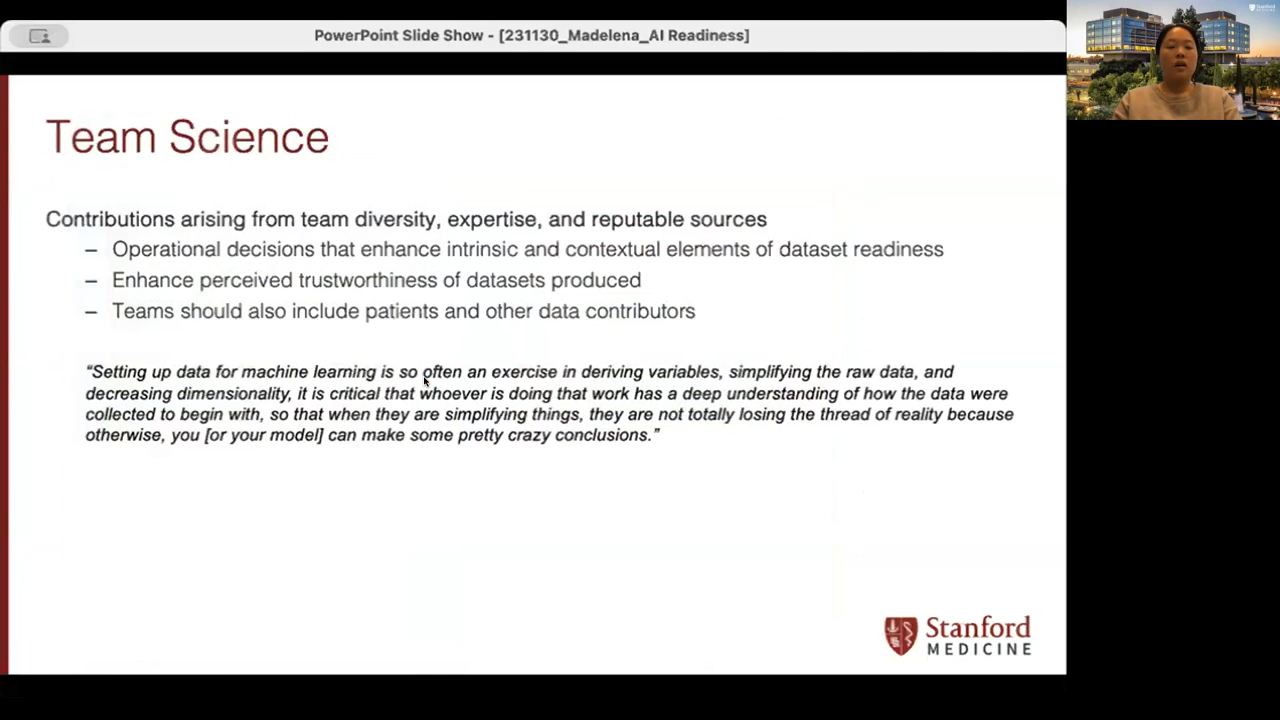 PowerPoint Slide Show - [231130_Madelena_AI Readiness]
Stanford
MEDICINE
Team Science
Contributions arising from team diversity, expertise, and reputable sources
– Operational decisions that enhance intrinsic and contextual elements of dataset readiness
– Enhance perceived trustworthiness of datasets produced
– Teams should also include patients and other data contributors
“Setting up data for machine learning is so often an exercise in deriving variables, simplifying the raw data, and
decreasing dimensionality, it is critical that whoever is doing that work has a deep understanding of how the data were
collected to begin with, so that when they are simplifying things, they are not totally losing the thread of reality because
otherwise, you [or your model] can make some pretty crazy conclusions.”
Stanford
MEDICINE